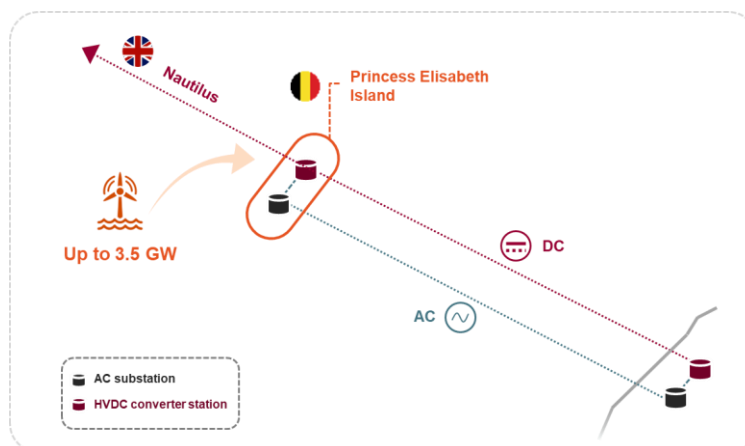 Nautilus
Princess Elisabeth
Island
Up to 3.5 GW
DC
AC
AC substation
HVDC converter station